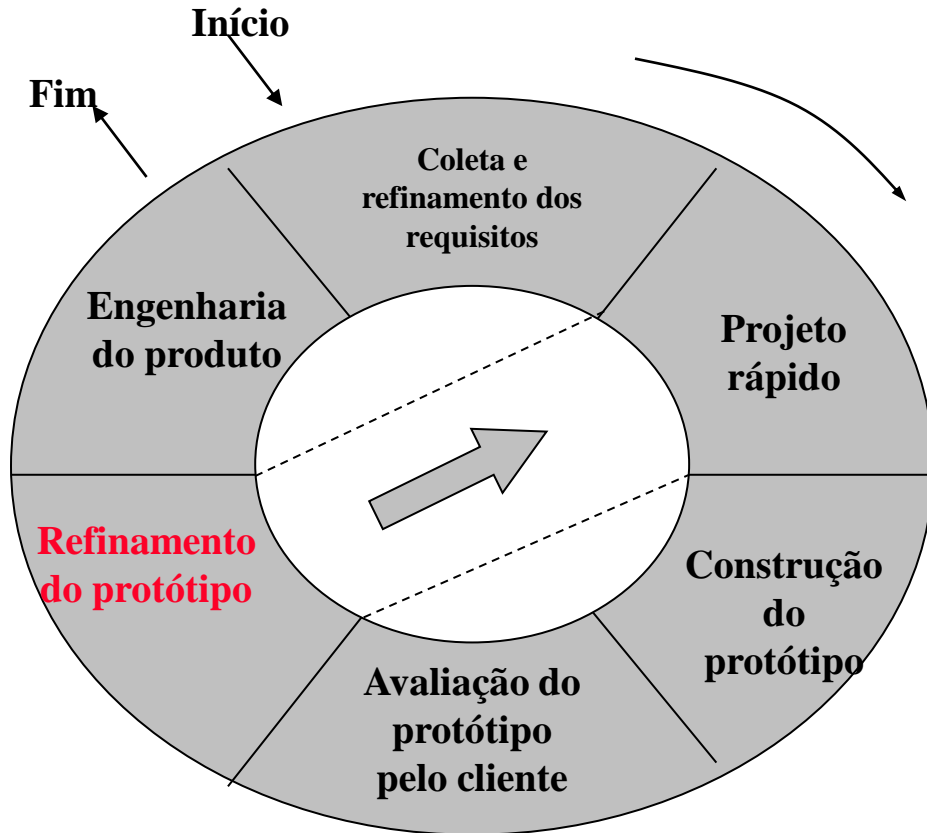 Início
Fim
Coleta e
refinamento dos
requisitos
Projeto
rápido
Construção
do
protótipo
Avaliação do
protótipo
pelo cliente
Refinamento
do protótipo
Engenharia
do produto